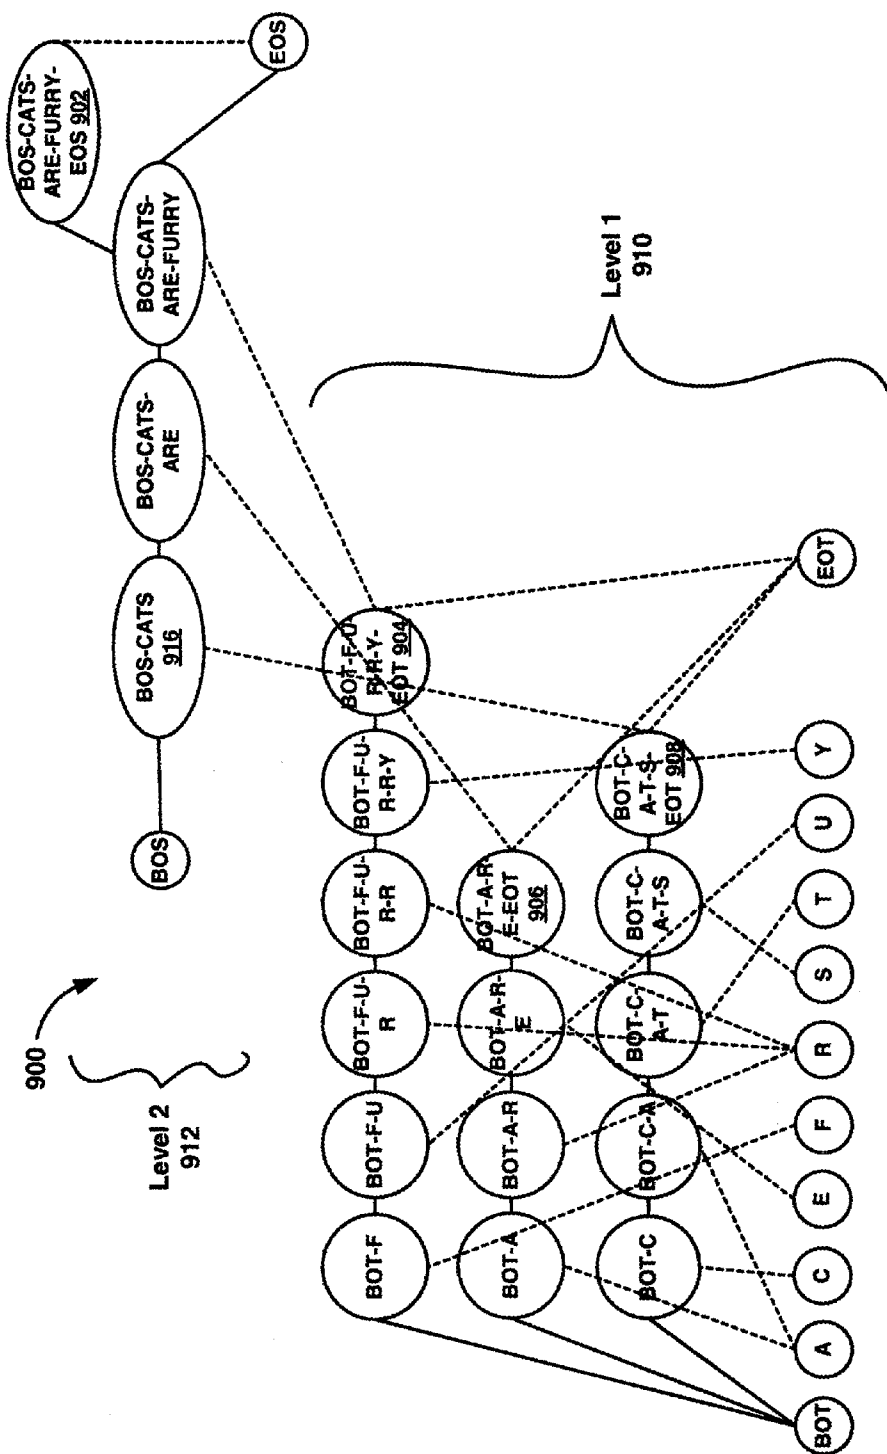 900
Level 2
912
BOS
BOS-CATS
916
BOS-CATS-
ARE
BOS-CATS-
ARE-FURRY
BOS-CATS-
ARE-FURRY-
EOS 902
EOS
Level 1
910
BOT-F
BOT-F-U
BOT-F-U-
R
BOT-F-U-
R-R
BOT-F-U-
R-R-Y
BOT-F-U
R-R-Y-
EOT 904
BOT-A
BOT-A-R
BOT-A-R-
E
BOT-A-R-
E-EOT
906
BOT-C
BOT-C-A
BOT-C-
A-T
BOT-C-
A-T-S
BOT-C-
A-T-S-
EOT 908
BOT
A
C
E
F
R
S
T
U
Y
EOT